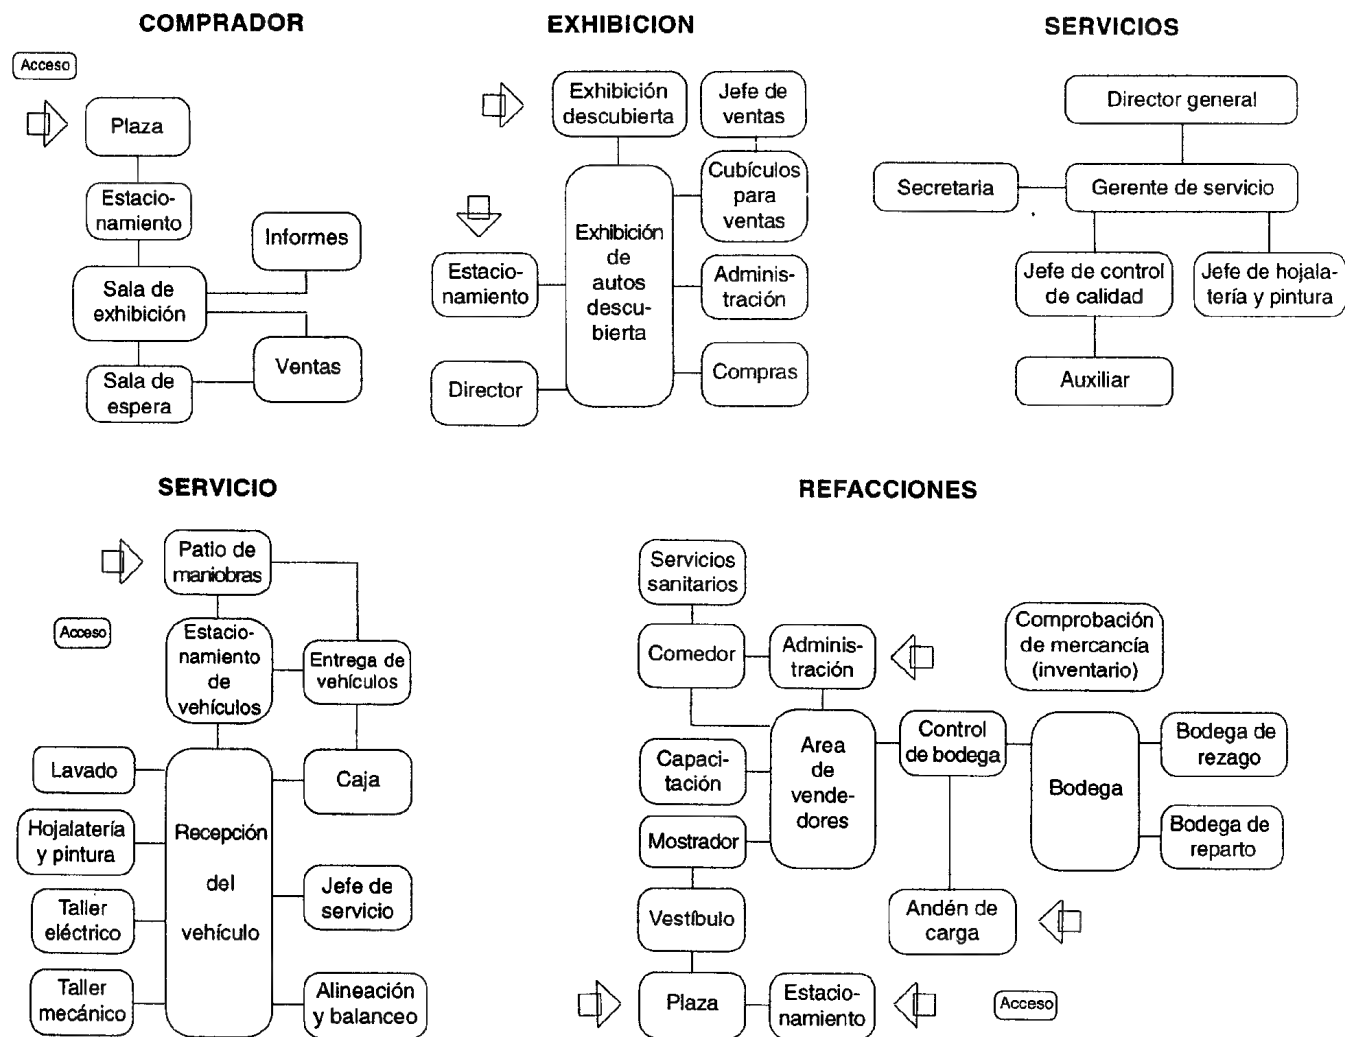 COMPRADOR
Acceso
Plaza
Estacio-
namiento
Informes
Sala de
exhibición
Ventas
Sala de
espera
EXHIBICION
Exhibición
descubierta
Jefe de
ventas
Cubículos
para
ventas
Exhibición
de
autos
descu-
bierta
Estacio-
namiento
Adminis-
tración
Director
Compras
SERVICIOS
Director general
Secretaria
Gerente de servicio
Jefe de control
de calidad
Jefe de hojala-
tería y pintura
Auxiliar
SERVICIO
Patio de
maniobras
Acceso
Estacio-
namiento
de
vehículos
Entrega de
vehículos
Lavado
Caja
Hojalatería
y pintura
Recepción
del
vehículo
Taller
eléctrico
Jefe de
servicio
Taller
mecánico
Alineación
y balanceo
REFACCIONES
Servicios
sanitarios
Comedor
Adminis-
tración
Comprobación
de mercancía
(inventario)
Capaci-
tación
Area
de
vende-
dores
Control
de bodega
Bodega
Bodega de
rezago
Bodega de
reparto
Mostrador
Vestíbulo
Andén de
carga
Plaza
Estacio-
namiento
Acceso